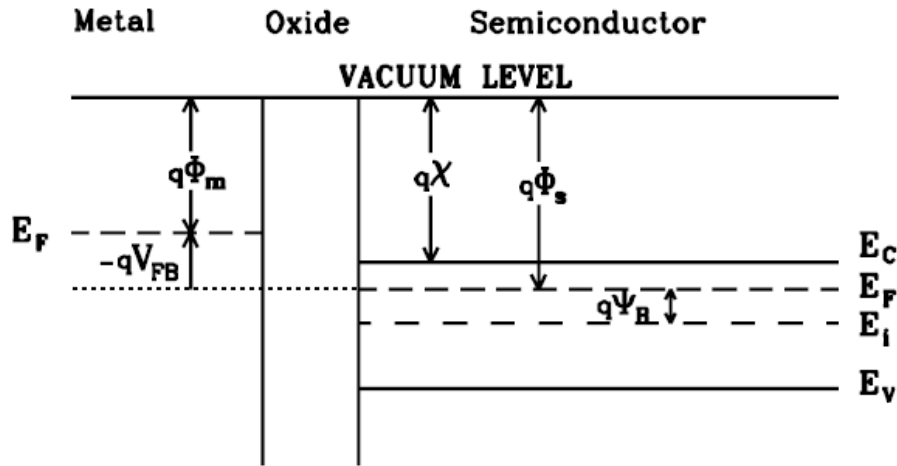 Metal Oxide Semiconductor
VACUUM LEVEL
qΦm qχ qΦs
EF
-qVFB
EC
EF
qΨB
Ei
EV